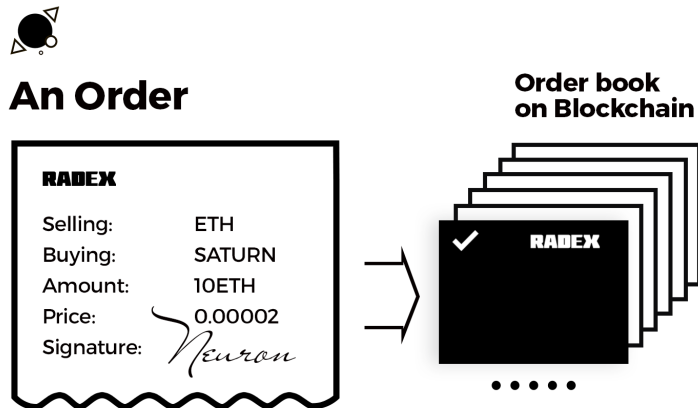 An Order
Order book
on Blockchain
RADEX
Selling: ETH
Buying: SATURN
Amount: 10ETH
Price: 0.00002
Signature: Neuron
RADEX